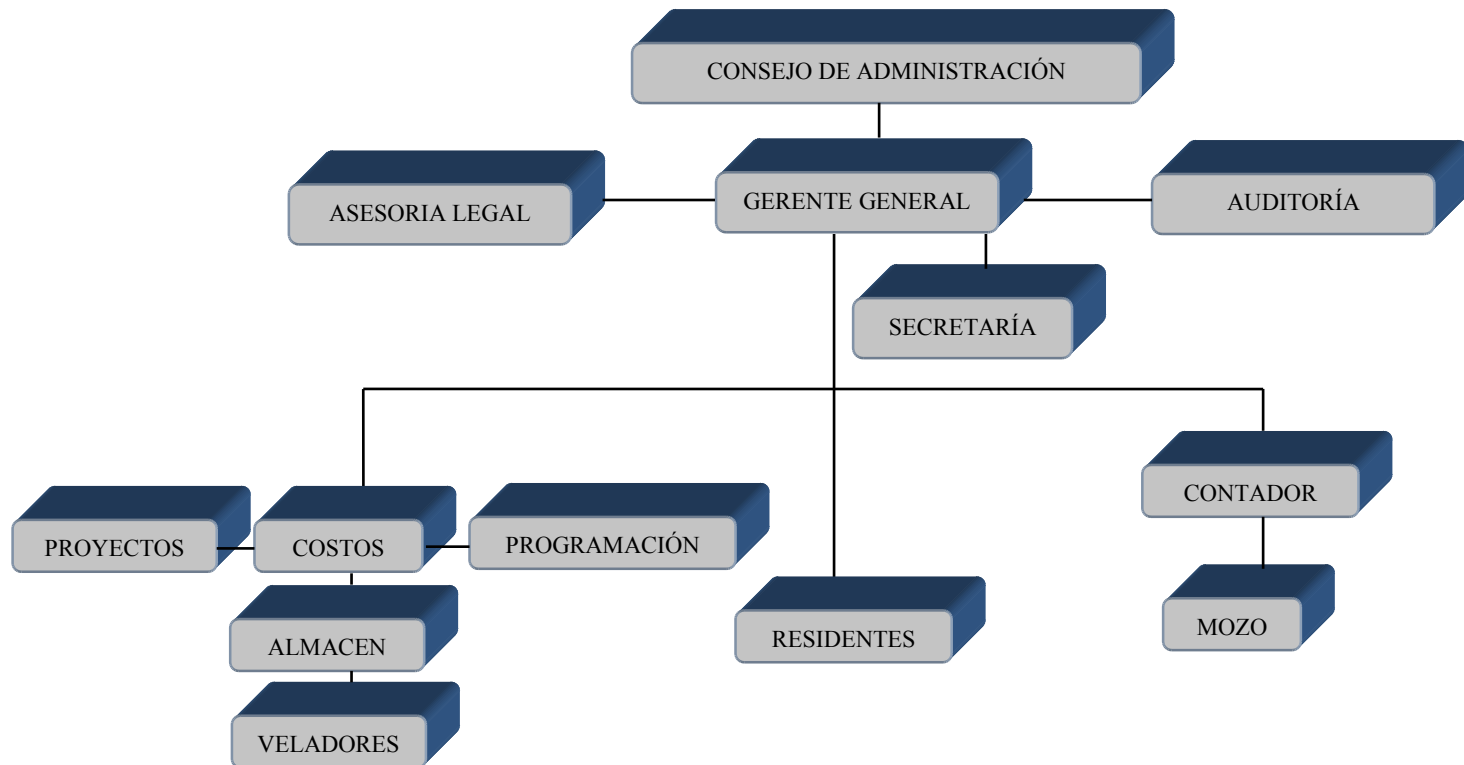 CONSEJO DE ADMINISTRACIÓN
ASESORIA LEGAL
GERENTE GENERAL
AUDITORÍA
SECRETARÍA
CONTADOR
PROYECTOS
COSTOS
PROGRAMACIÓN
ALMACEN
RESIDENTES
MOZO
VELADORES